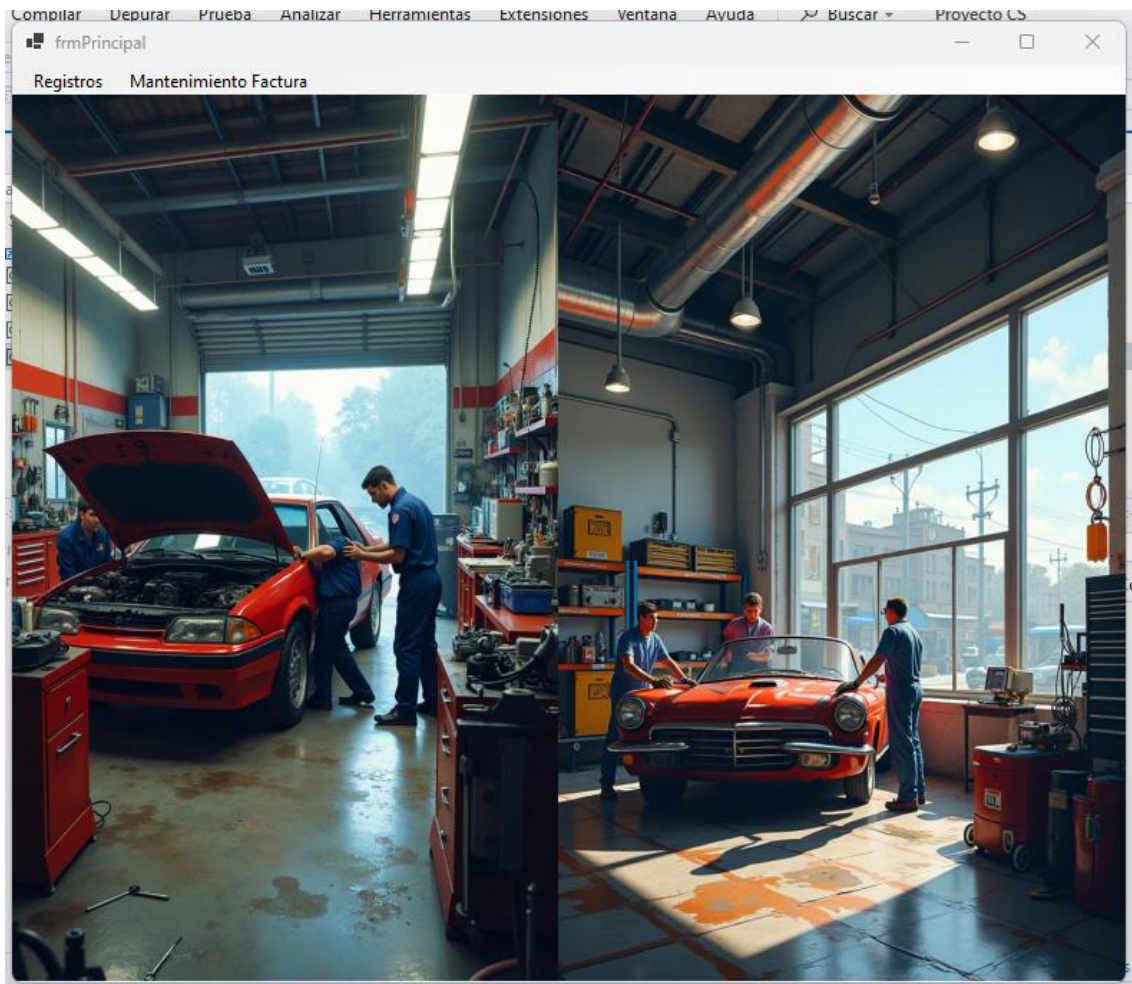 Compilar Depurar Prueba Analizar Herramientas Extensiones Ventana Ayuda Buscar Proyecto CS
frmPrincipal
Registros Mantenimiento Factura